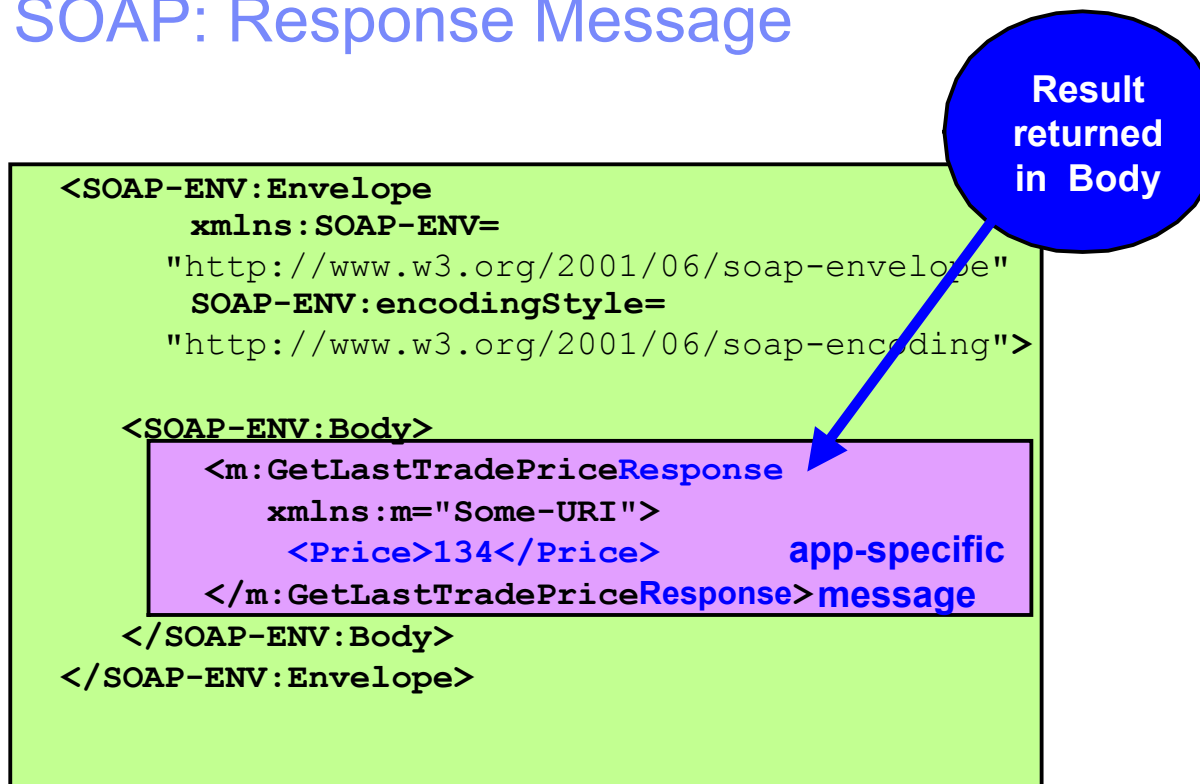 SOAP: Response Message
Result
returned
in Body
<SOAP-ENV:Envelope
xmlns:SOAP-ENV=
"http://www.w3.org/2001/06/soap-envelope"
SOAP-ENV:encodingStyle=
"http://www.w3.org/2001/06/soap-encoding">
<SOAP-ENV:Body>
<m:GetLastTradePriceResponse
xmlns:m="Some-URI">
<Price>134</Price> app-specific
</m:GetLastTradePriceResponse> message
</SOAP-ENV:Body>
</SOAP-ENV:Envelope>